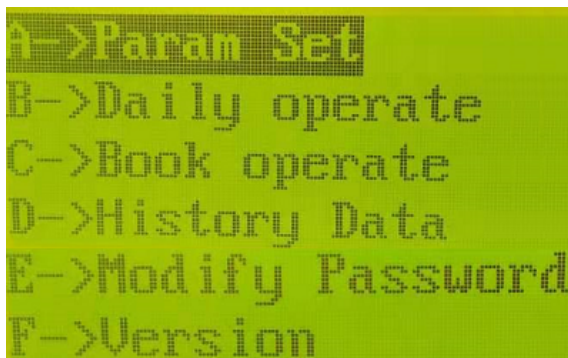 A->Param Set
B->Daily operate
C->Book operate
D->History Data
E->Modify Password
F->Version